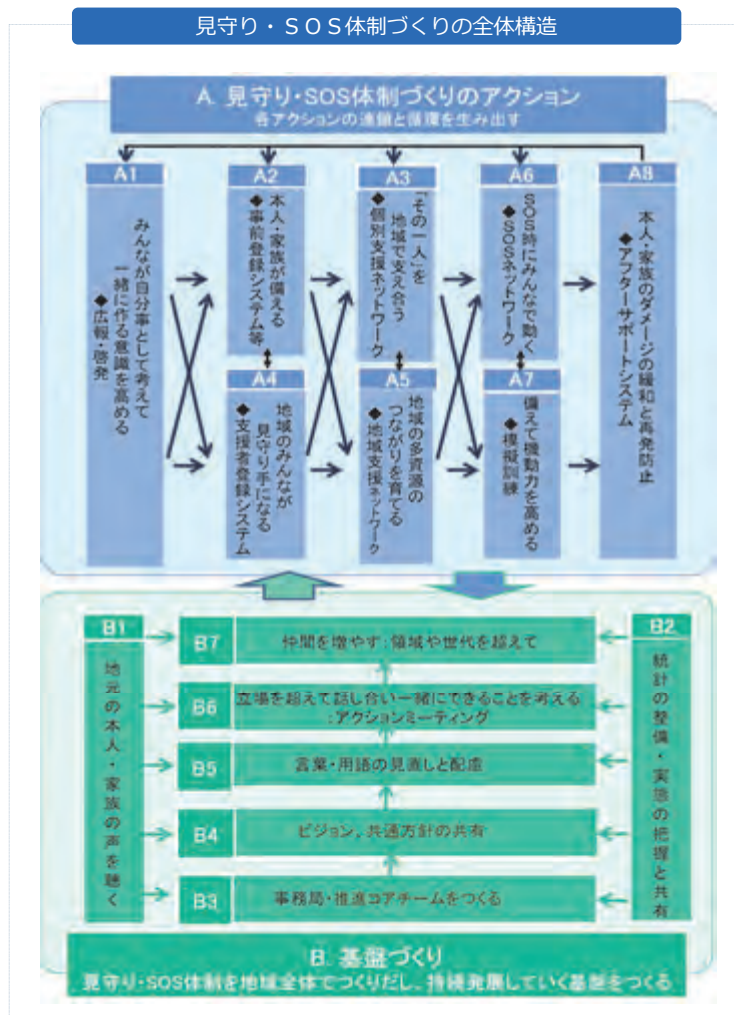 見守り・ＳＯＳ体制づくりの全体構造
A. 見守り・SOS体制づくりのアクション
各アクションの連鎖と循環を生み出す
A1
みんなが自分事として考えて
一緒に作る意識を高める
◆広報・啓発
A2
本人・家族が備える
◆事前登録システム等
A3
「その一人」を
地域で支え合う
◆個別支援ネットワーク
A6
SOS時にみんなで動く
◆SOSネットワーク
A8
本人・家族のダメージの緩和と再発防止
◆アフターサポートシステム
A4
地域のみんなが
見守り手になる
◆支援者登録システム
A5
地域の多資源の
つながりを育てる
◆地域支援ネットワーク
A7
備えて機動力を高める
◆模擬訓練
B1
地元の本人・家族の声を聴く
B7
仲間を増やす：領域や世代を超えて
B6
立場を超えて話し合い一緒にできることを考える
：アクションミーティング
B5
言葉・用語の見直しと配慮
B4
ビジョン、共通方針の共有
B3
事務局・推進コアチームをつくる
B2
統計の整備・実態の把握と共有
B. 基盤づくり
見守り・SOS体制を地域全体でつくりだし、持続発展していく基盤をつくる